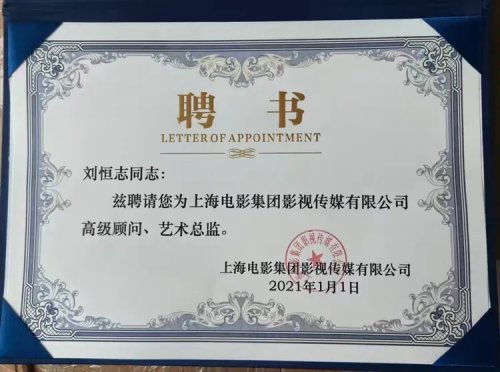 聘 书
LETTER OF APPOINTMENT
刘恒志同志：
兹聘请您为上海电影集团影视传媒有限公司
高级顾问、艺术总监。
上海电影集团影视传媒有限公司
2021年1月1日